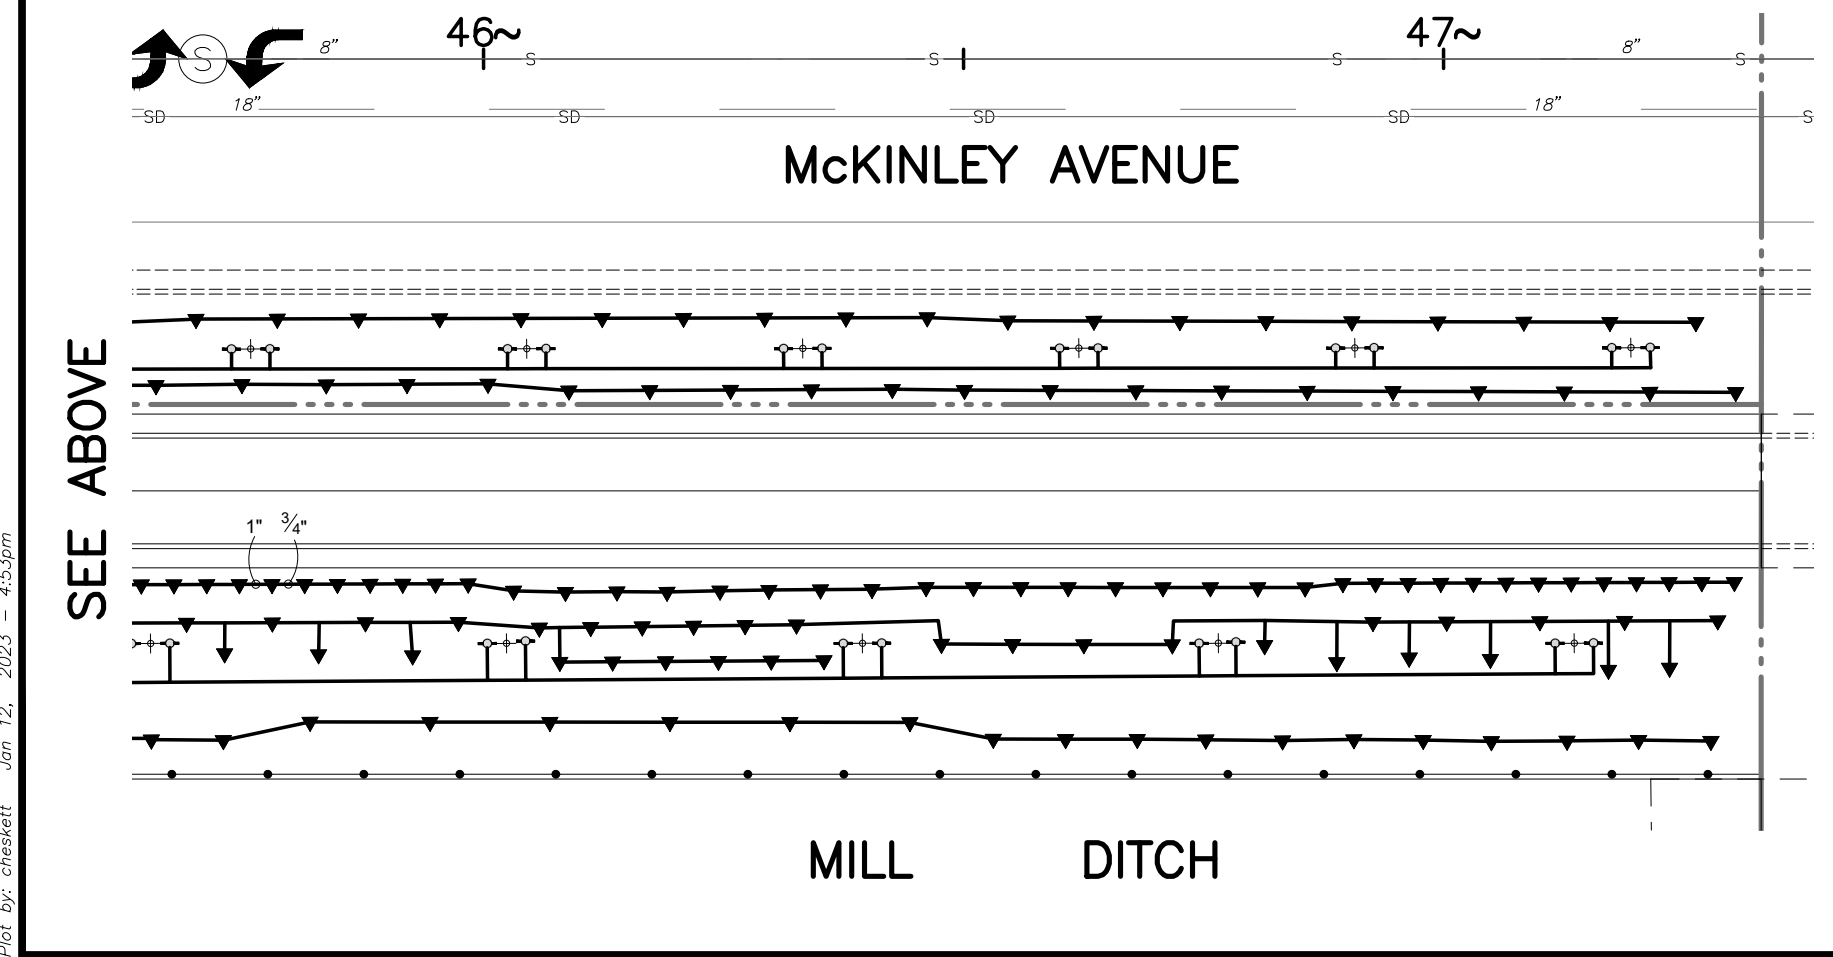 46~ 47~
S 8" S S S 8" S
18" 18"
SD SD SD SD S
McKINLEY AVENUE
SEE ABOVE
1" ¾"
MILL DITCH
Plot by: cheskett Jan 12, 2023 - 4:53pm